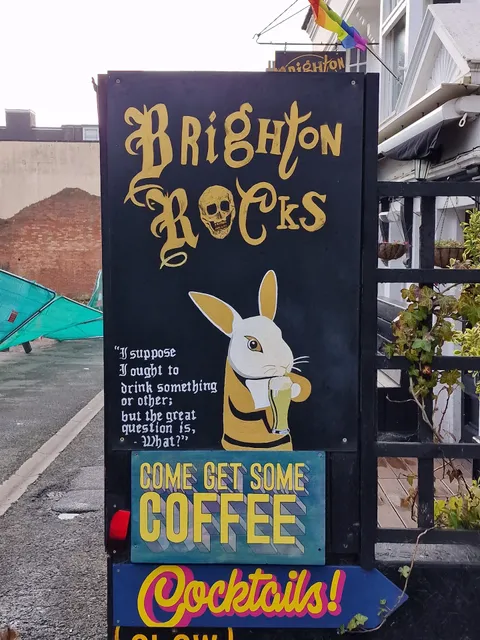 Brighton
Brighton
Rocks
"I suppose
I ought to
drink something
or other;
but the great
question is,
- What?"
COME GET SOME
COFFEE
Cocktails!
SLOW